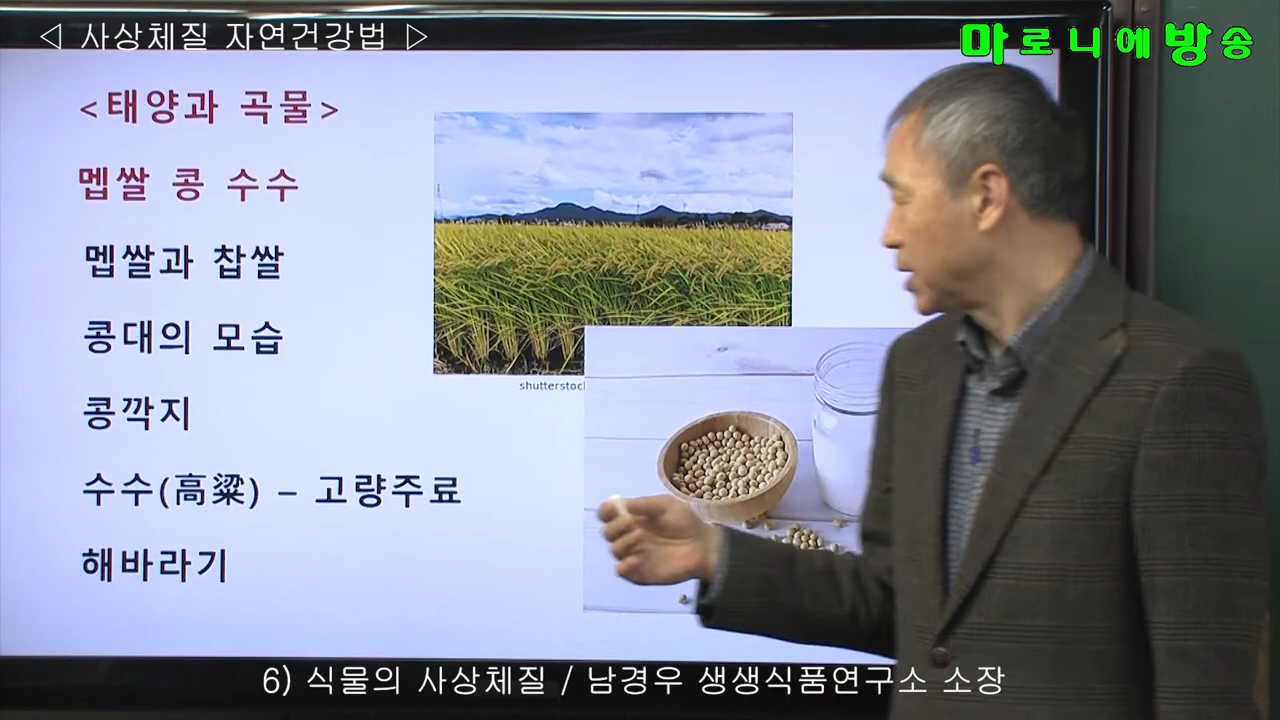 ◁ 사상체질 자연건강법 ▷
마로니에방송
<태양과 곡물>
멥쌀 콩 수수
멥쌀과 찹쌀
콩대의 모습
콩깍지
수수(高粱) – 고량주료
해바라기
shutterstock
6) 식물의 사상체질 / 남경우 생생식품연구소 소장